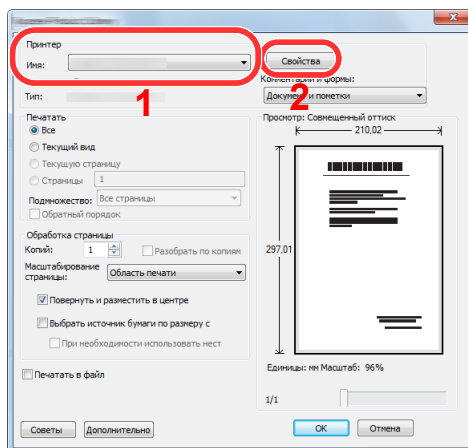 Принтер
Имя:
Свойства
Комментарии и формы:
Тип:
1
2
Документ и пометки
Печатать
Все
Текущий вид
Текущую страницу
Страницы 1
Подмножество: Все страницы
Обратный порядок
Просмотр: Совмещенный оттиск
210,02
297,01
Обработка страницы
Копий: 1 Разобрать по копиям
Масштабирование
страницы: Область печати
Повернуть и разместить в центре
Выбрать источник бумаги по размеру с
При необходимости использовать нест
Единицы: мм Масштаб: 96%
Печатать в файл
1/1
Советы Дополнительно OK Отмена